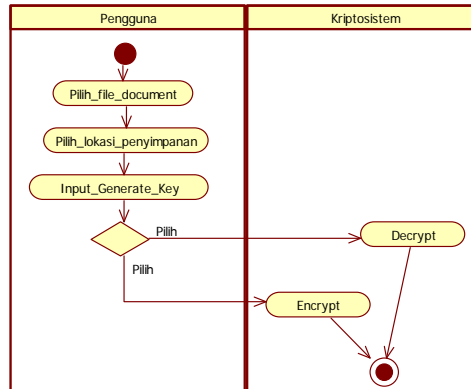 Pengguna
Kriptosistem
Pilih_file_document
Pilih_lokasi_penyimpanan
Input_Generate_Key
Pilih
Decrypt
Pilih
Encrypt